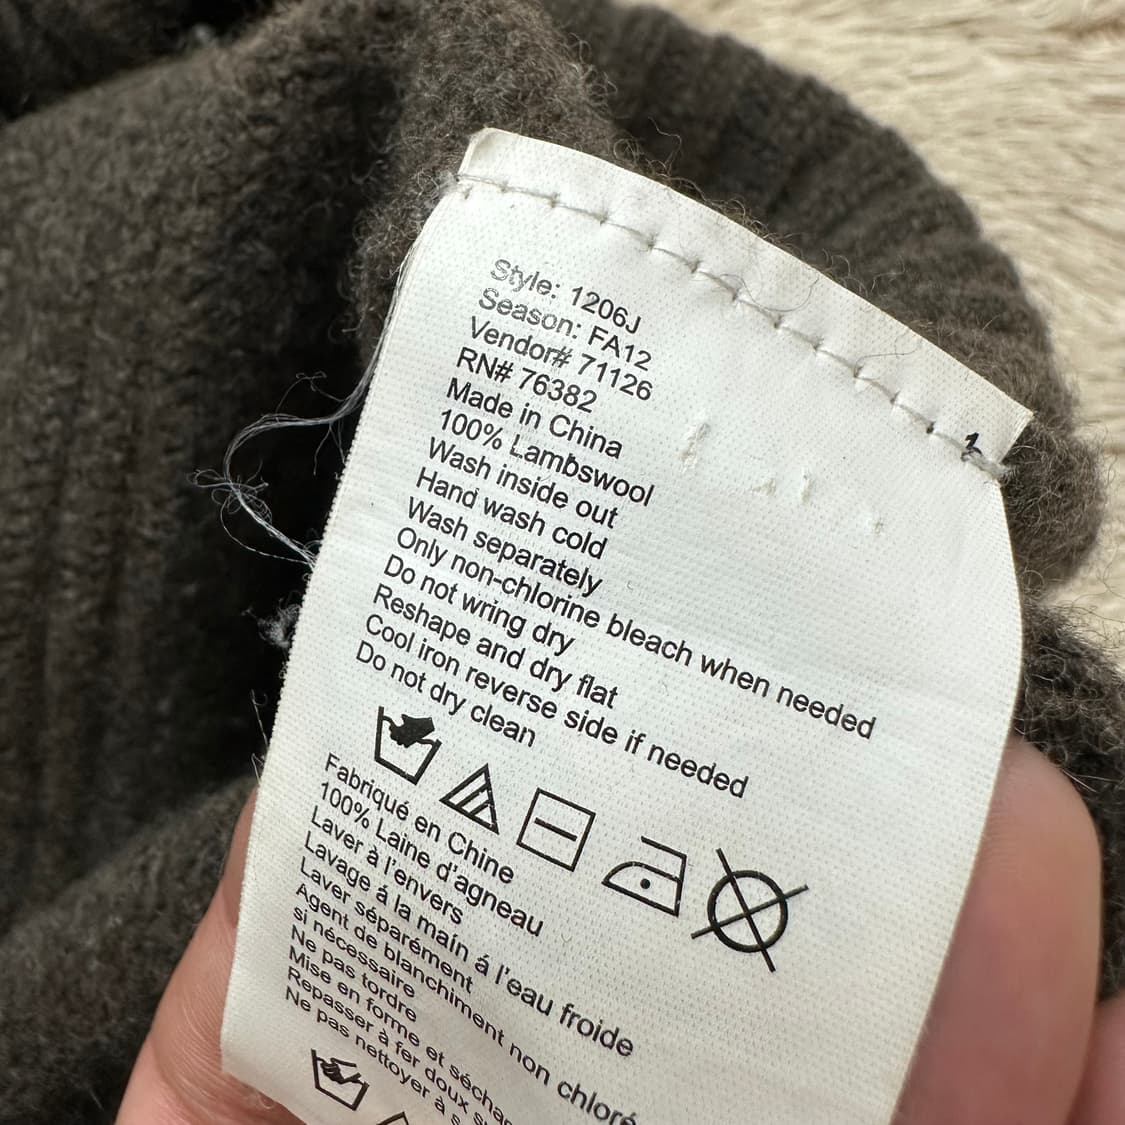 Style: 1206J
Season: FA12
Vendor# 71126
RN# 76382
Made in China
100% Lambswool
Wash inside out
Hand wash cold
Wash separately
Only non-chlorine bleach when needed
Do not wring dry
Reshape and dry flat
Cool iron reverse side if needed
Do not dry clean
Fabriqué en Chine
100% Laine d'agneau
Laver à l'envers
Lavage á la main á l'eau froide
Laver séparément
Agent de blanchiment non chloré
si nécessaire
Ne pas tordre
Mise en forme et
Repasser à fer doux
Ne pas nettoyer à